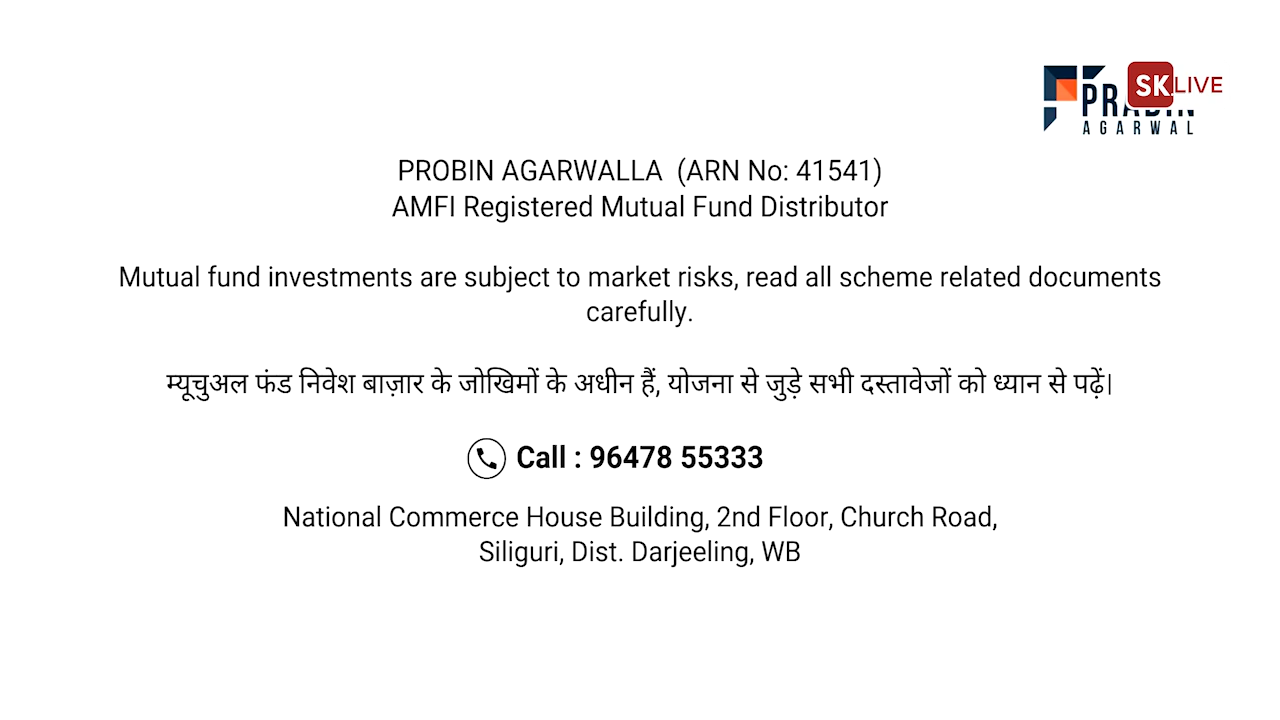 SK LIVE
AGARWAL
PROBIN AGARWALLA (ARN No: 41541)
AMFI Registered Mutual Fund Distributor
Mutual fund investments are subject to market risks, read all scheme related documents
carefully.
म्यूचुअल फंड निवेश बाज़ार के जोखिमों के अधीन हैं, योजना से जुड़े सभी दस्तावेजों को ध्यान से पढ़ें।
Call : 96478 55333
National Commerce House Building, 2nd Floor, Church Road,
Siliguri, Dist. Darjeeling, WB